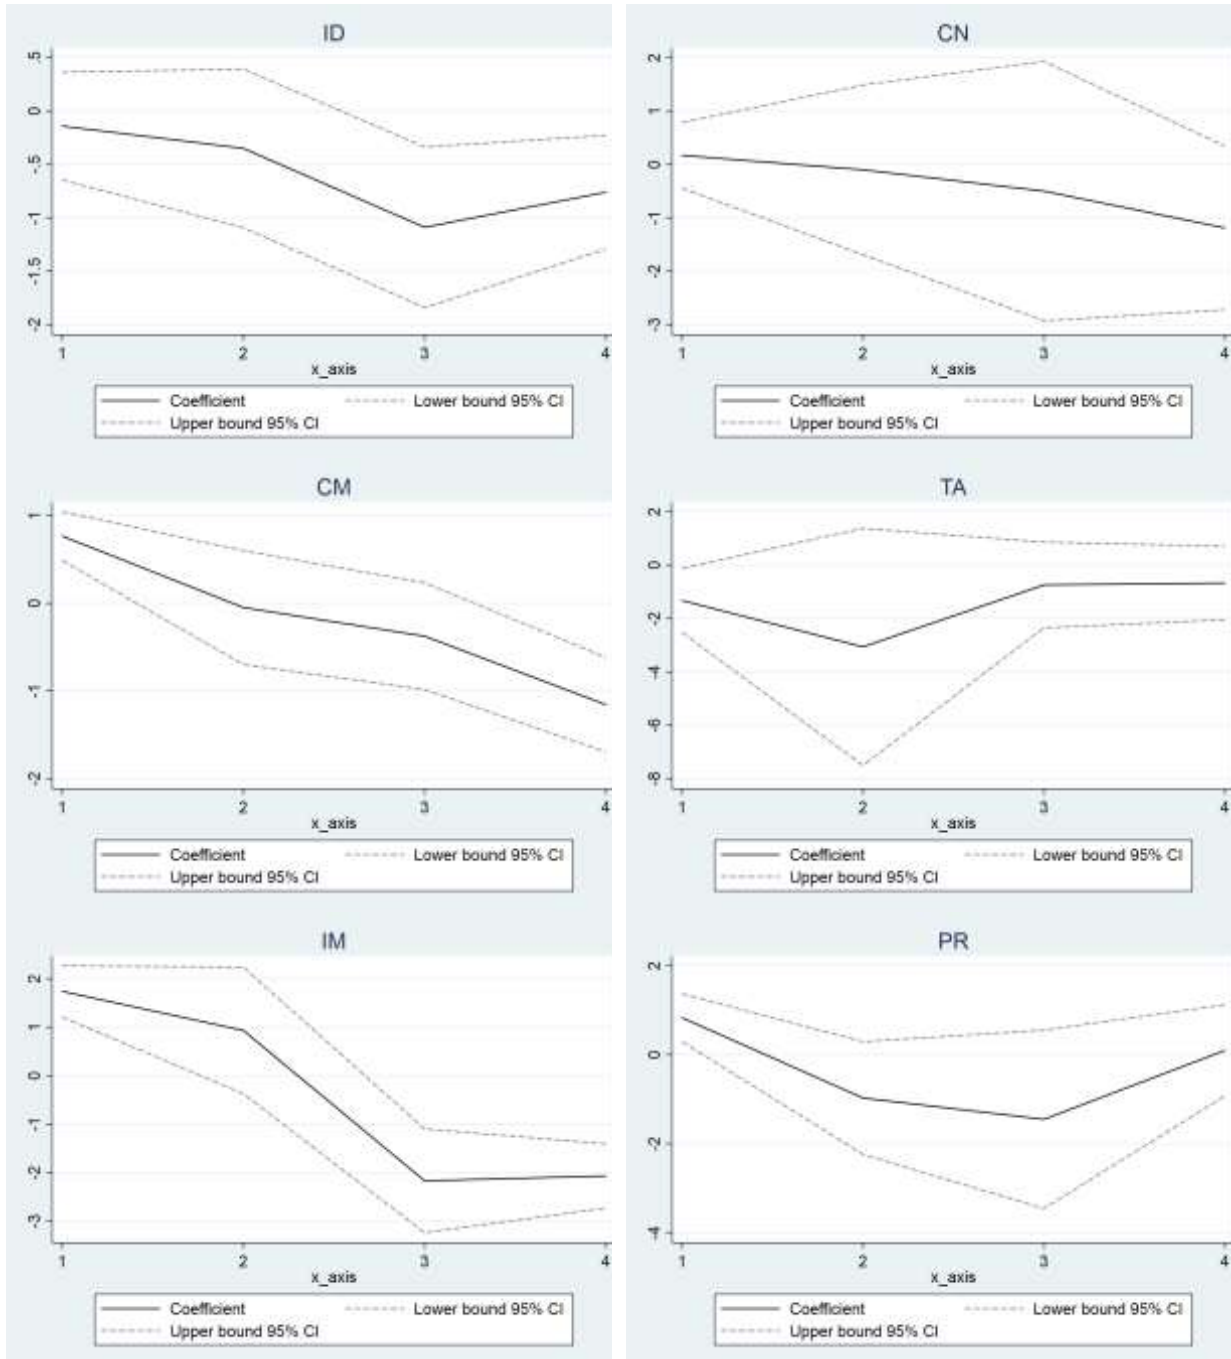 ID
.5
0
-.5
-1
-1.5
-2
1 2 3 4
x_axis
Coefficient Lower bound 95% CI
Upper bound 95% CI
CN
2
1
0
-1
-2
-3
1 2 3 4
x_axis
Coefficient Lower bound 95% CI
Upper bound 95% CI
CM
1
0
-1
-2
1 2 3 4
x_axis
Coefficient Lower bound 95% CI
Upper bound 95% CI
TA
2
0
-2
-4
-6
-8
1 2 3 4
x_axis
Coefficient Lower bound 95% CI
Upper bound 95% CI
IM
2
1
0
-1
-2
-3
1 2 3 4
x_axis
Coefficient Lower bound 95% CI
Upper bound 95% CI
PR
2
0
-2
-4
1 2 3 4
x_axis
Coefficient Lower bound 95% CI
Upper bound 95% CI